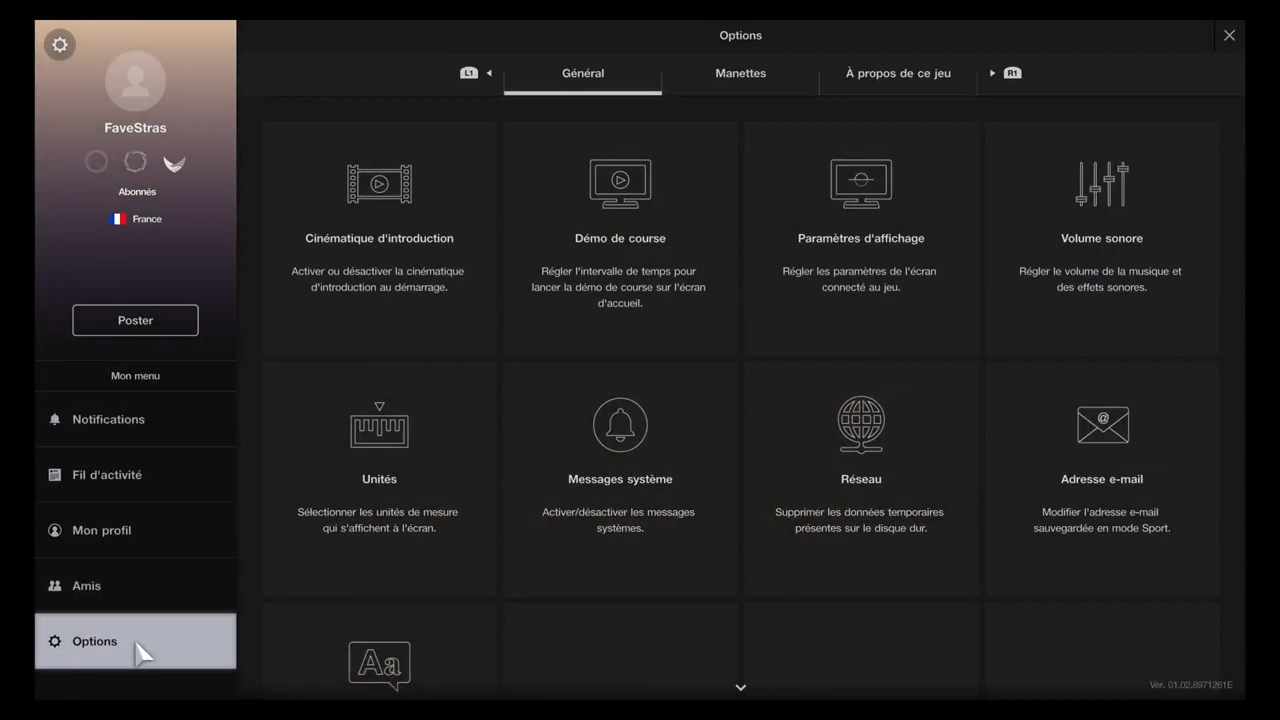 Options
L1
Général
Manettes
À propos de ce jeu
R1
FaveStras
Abonnés
France
Poster
Mon menu
Notifications
Fil d'activité
Mon profil
Amis
Options
Cinématique d'introduction
Activer ou désactiver la cinématique
d'introduction au démarrage.
Démo de course
Régler l'intervalle de temps pour
lancer la démo de course sur l'écran
d'accueil.
Paramètres d'affichage
Régler les paramètres de l'écran
connecté au jeu.
Volume sonore
Régler le volume de la musique et
des effets sonores.
Unités
Sélectionner les unités de mesure
qui s'affichent à l'écran.
Messages système
Activer/désactiver les messages
systèmes.
Réseau
Supprimer les données temporaires
présentes sur le disque dur.
@
Adresse e-mail
Modifier l'adresse e-mail
sauvegardée en mode Sport.
Aa
Ver. 01.02.8971261E